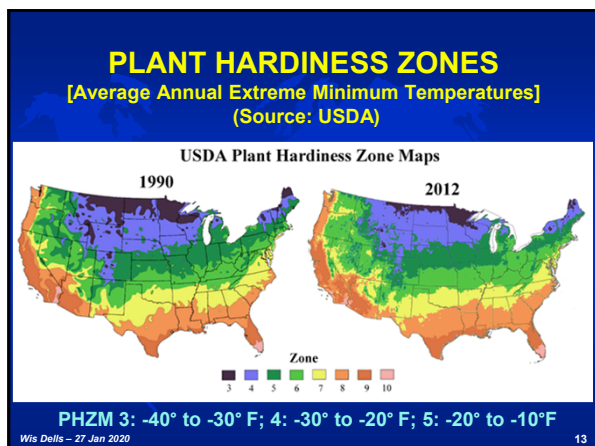 PLANT HARDINESS ZONES
[Average Annual Extreme Minimum Temperatures]
(Source: USDA)
USDA Plant Hardiness Zone Maps
1990
2012
Zone
3 4 5 6 7 8 9 10
PHZM 3: -40° to -30° F; 4: -30° to -20° F; 5: -20° to -10°F
Wis Dells – 27 Jan 2020
13